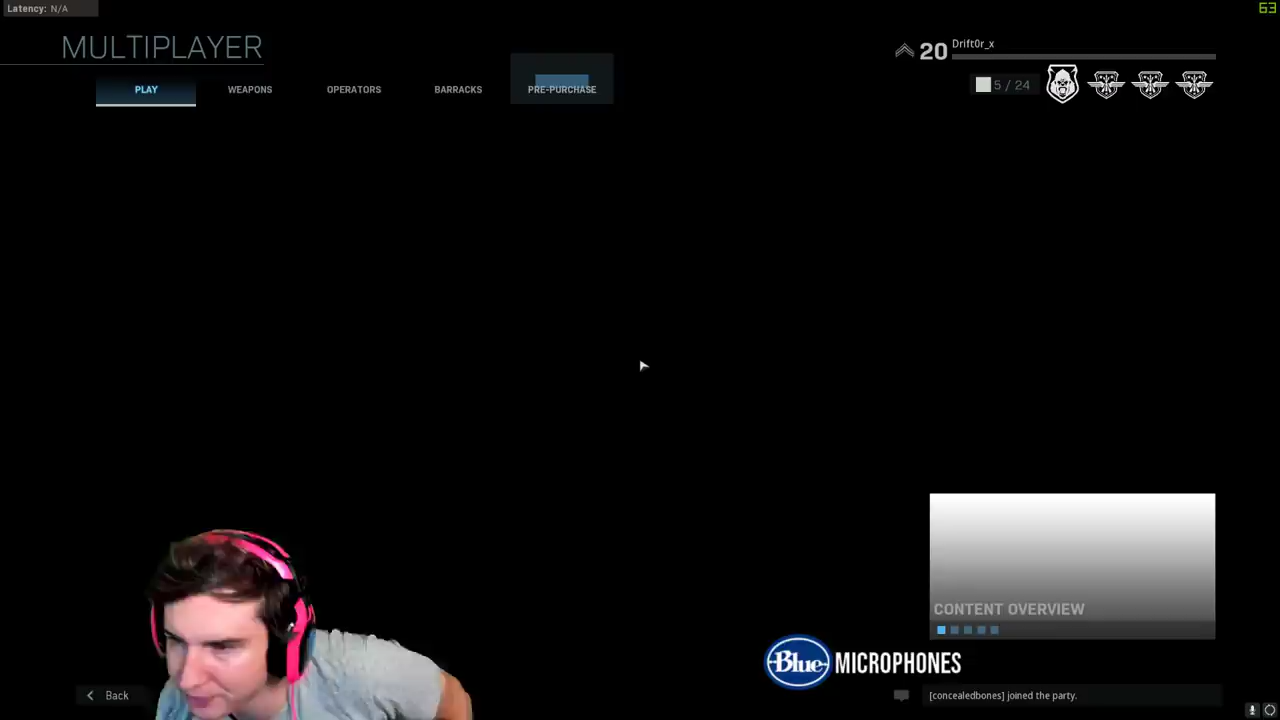 Latency: N/A
63
MULTIPLAYER
20 Drift0r_x
5 / 24
PLAY WEAPONS OPERATORS BARRACKS PRE-PURCHASE
CONTENT OVERVIEW
Blue MICROPHONES
Back
[concealedbones] joined the party.